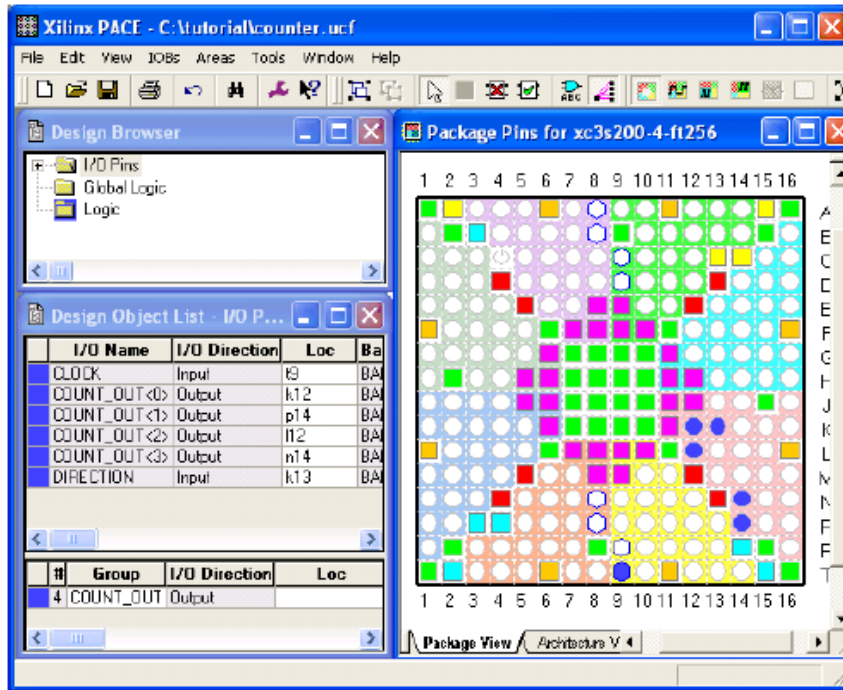 Xilinx PACE - C:\tutorial\counter.ucf
File Edit View IOBs Areas Tools Window Help
ABC
Design Browser
I/O Pins
Global Logic
Logic
Design Object List - I/O P...
I/O Name I/O Direction Loc Ba
CLOCK Input t9 BA
COUNT_OUT<0> Output k12 BA
COUNT_OUT<1> Output p14 BA
COUNT_OUT<2> Output l12 BA
COUNT_OUT<3> Output n14 BA
DIRECTION Input k13 BA
# Group I/O Direction Loc
4 COUNT_OUT Output
Package Pins for xc3s200-4-ft256
1 2 3 4 5 6 7 8 9 10 11 12 13 14 15 16
A
C
D
E
F
G
H
J
K
L
M
N
T
1 2 3 4 5 6 7 8 9 10 11 12 13 14 15 16
Package View Architecture V